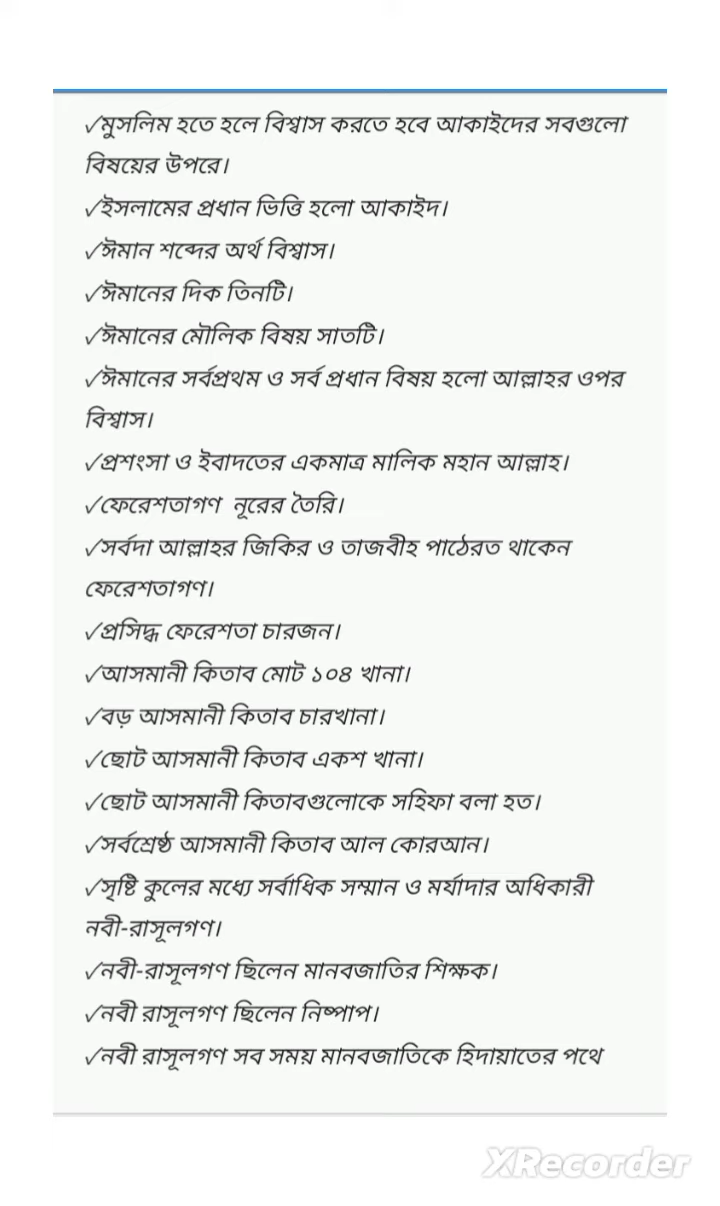 ✓মুসলিম হতে হলে বিশ্বাস করতে হবে আকাইদের সবগুলো
বিষয়ের উপরে।
✓ইসলামের প্রধান ভিত্তি হলো আকাইদ।
✓ঈমান শব্দের অর্থ বিশ্বাস।
✓ঈমানের দিক তিনটি।
✓ঈমানের মৌলিক বিষয় সাতটি।
✓ঈমানের সর্বপ্রথম ও সর্ব প্রধান বিষয় হলো আল্লাহর ওপর
বিশ্বাস।
✓প্রশংসা ও ইবাদতের একমাত্র মালিক মহান আল্লাহ।
✓ফেরেশতাগণ নূরের তৈরি।
✓সর্বদা আল্লাহর জিকির ও তাজবীহ পাঠেরত থাকেন
ফেরেশতাগণ।
✓প্রসিদ্ধ ফেরেশতা চারজন।
✓আসমানী কিতাব মোট ১০৪ খানা।
✓বড় আসমানী কিতাব চারখানা।
✓ছোট আসমানী কিতাব একশ খানা।
✓ছোট আসমানী কিতাবগুলোকে সহিফা বলা হত।
✓সর্বশ্রেষ্ঠ আসমানী কিতাব আল কোরআন।
✓সৃষ্টি কুলের মধ্যে সর্বাধিক সম্মান ও মর্যাদার অধিকারী
নবী-রাসূলগণ।
✓নবী-রাসূলগণ ছিলেন মানবজাতির শিক্ষক।
✓নবী রাসূলগণ ছিলেন নিষ্পাপ।
✓নবী রাসূলগণ সব সময় মানবজাতিকে হিদায়াতের পথে
XRecorder